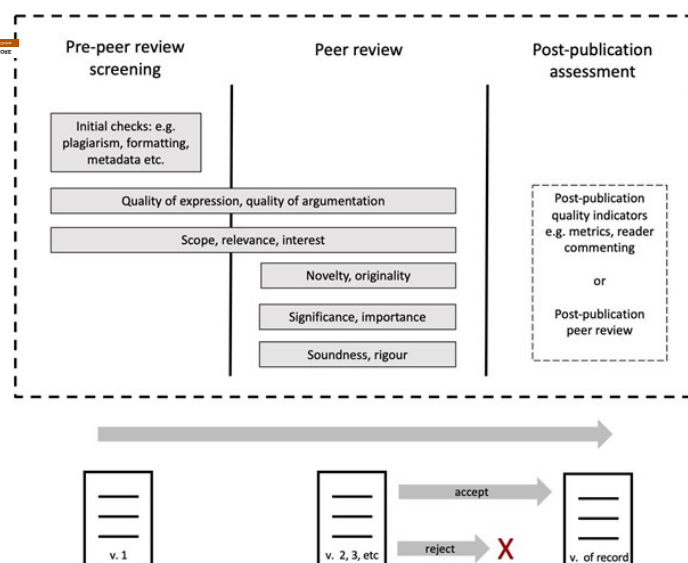 Pre-peer review
screening
Peer review
Post-publication
assessment
Initial checks: e.g.
plagiarism, formatting,
metadata etc.
Quality of expression, quality of argumentation
Scope, relevance, interest
Novelty, originality
Significance, importance
Soundness, rigour
Post-publication
quality indicators
e.g. metrics, reader
commenting
or
Post-publication
peer review
accept
reject
X
v. 1
v. 2, 3, etc
v. of record